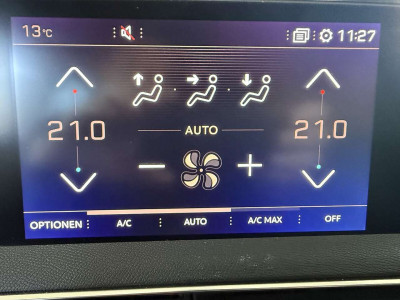 13°C 11:27
21.0 AUTO 21.0
OPTIONEN A/C AUTO A/C MAX OFF